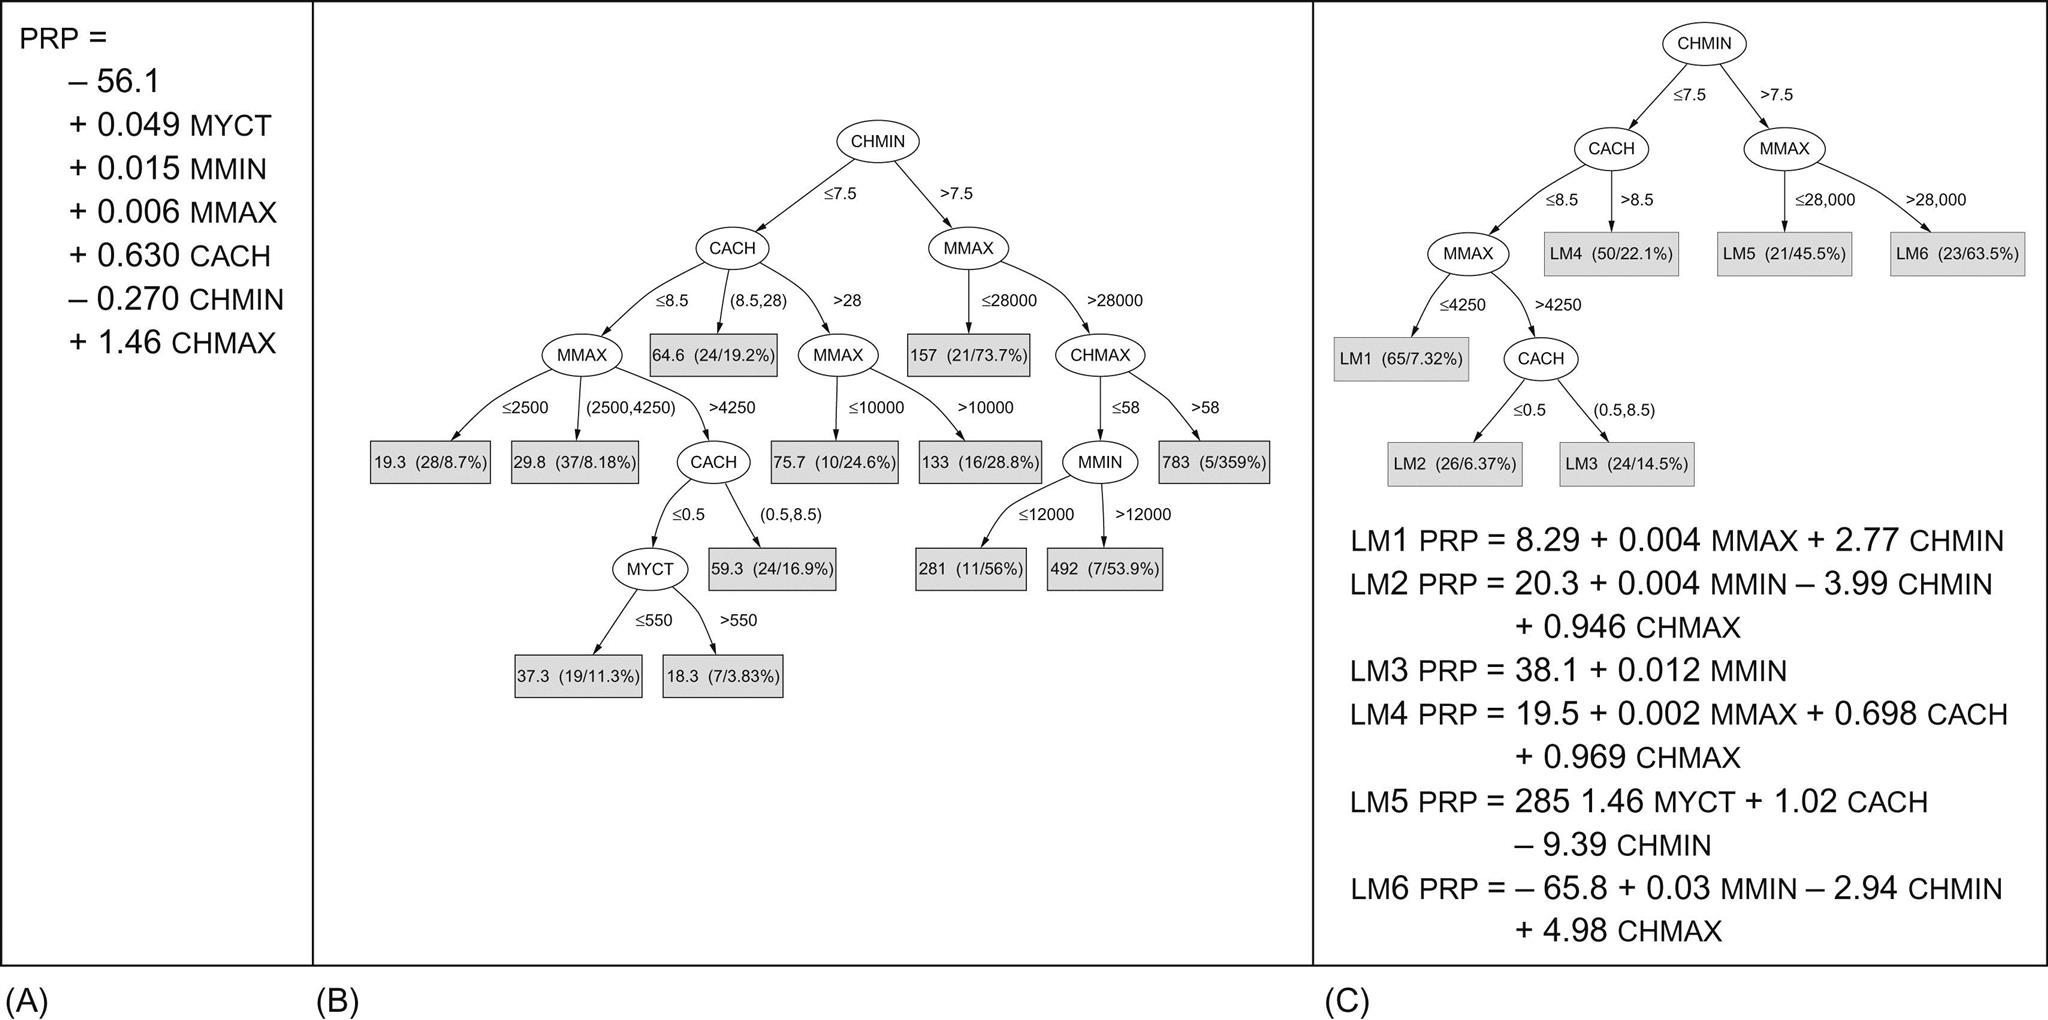 PRP =
– 56.1
+ 0.049 MYCT
+ 0.015 MMIN
+ 0.006 MMAX
+ 0.630 CACH
– 0.270 CHMIN
+ 1.46 CHMAX
(A)
CHMIN
≤7.5 >7.5
CACH MMAX
≤8.5 (8.5,28) >28 ≤28000 >28000
MMAX 64.6 (24/19.2%) MMAX 157 (21/73.7%) CHMAX
≤2500 (2500,4250) >4250 ≤10000 >10000 ≤58 >58
19.3 (28/8.7%) 29.8 (37/8.18%) CACH 75.7 (10/24.6%) 133 (16/28.8%) MMIN 783 (5/359%)
≤0.5 (0.5,8.5) ≤12000 >12000
MYCT 59.3 (24/16.9%) 281 (11/56%) 492 (7/53.9%)
≤550 >550
37.3 (19/11.3%) 18.3 (7/3.83%)
(B)
CHMIN
≤7.5 >7.5
CACH MMAX
≤8.5 >8.5 ≤28,000 >28,000
MMAX LM4 (50/22.1%) LM5 (21/45.5%) LM6 (23/63.5%)
≤4250 >4250
LM1 (65/7.32%) CACH
≤0.5 (0.5,8.5)
LM2 (26/6.37%) LM3 (24/14.5%)
LM1 PRP = 8.29 + 0.004 MMAX + 2.77 CHMIN
LM2 PRP = 20.3 + 0.004 MMIN – 3.99 CHMIN
+ 0.946 CHMAX
LM3 PRP = 38.1 + 0.012 MMIN
LM4 PRP = 19.5 + 0.002 MMAX + 0.698 CACH
+ 0.969 CHMAX
LM5 PRP = 285 1.46 MYCT + 1.02 CACH
– 9.39 CHMIN
LM6 PRP = – 65.8 + 0.03 MMIN – 2.94 CHMIN
+ 4.98 CHMAX
(C)